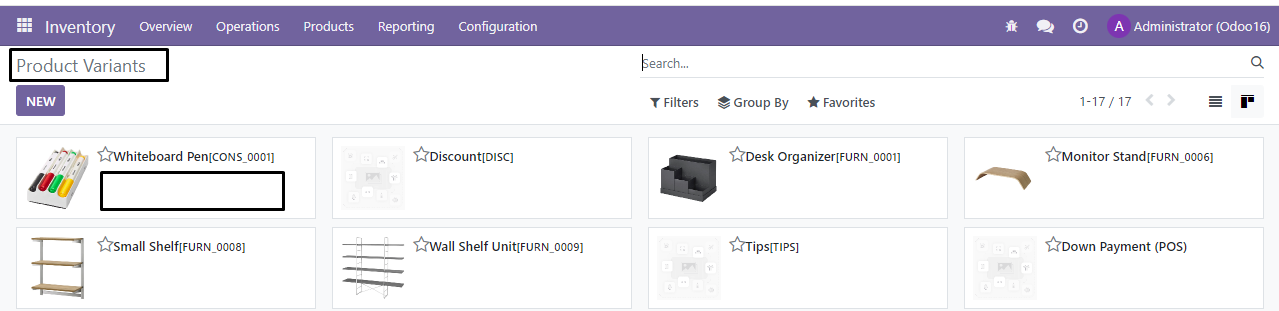 Inventory Overview Operations Products Reporting Configuration A Administrator (Odoo16)
Product Variants Search...
NEW Filters Group By Favorites 1-17 / 17
Whiteboard Pen[CONS_0001] Discount[DISC] Desk Organizer[FURN_0001] Monitor Stand[FURN_0006]
Small Shelf[FURN_0008] Wall Shelf Unit[FURN_0009] Tips[TIPS] Down Payment (POS)